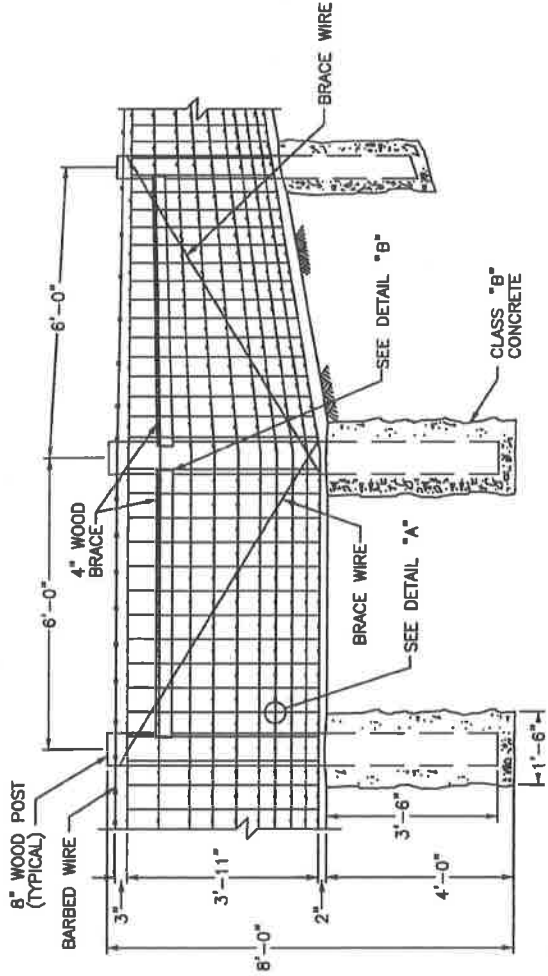 8" WOOD POST
(TYPICAL)
BARBED WIRE
6'-0"
6'-0"
4" WOOD
BRACE
BRACE WIRE
3"
3'-11"
2"
8'-0"
4'-0"
3'-6"
1'-6"
BRACE WIRE
SEE DETAIL "A"
SEE DETAIL "B"
CLASS "B"
CONCRETE